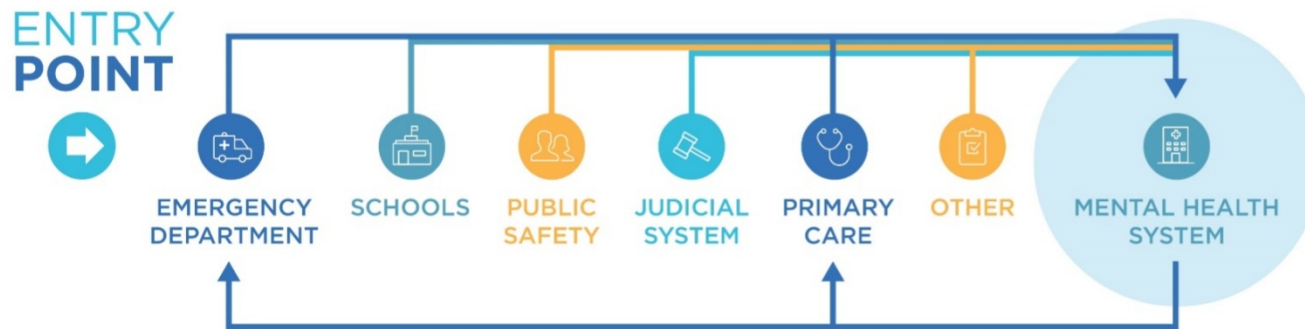 ENTRY
POINT
EMERGENCY
DEPARTMENT
SCHOOLS
PUBLIC
SAFETY
JUDICIAL
SYSTEM
PRIMARY
CARE
OTHER
MENTAL HEALTH
SYSTEM